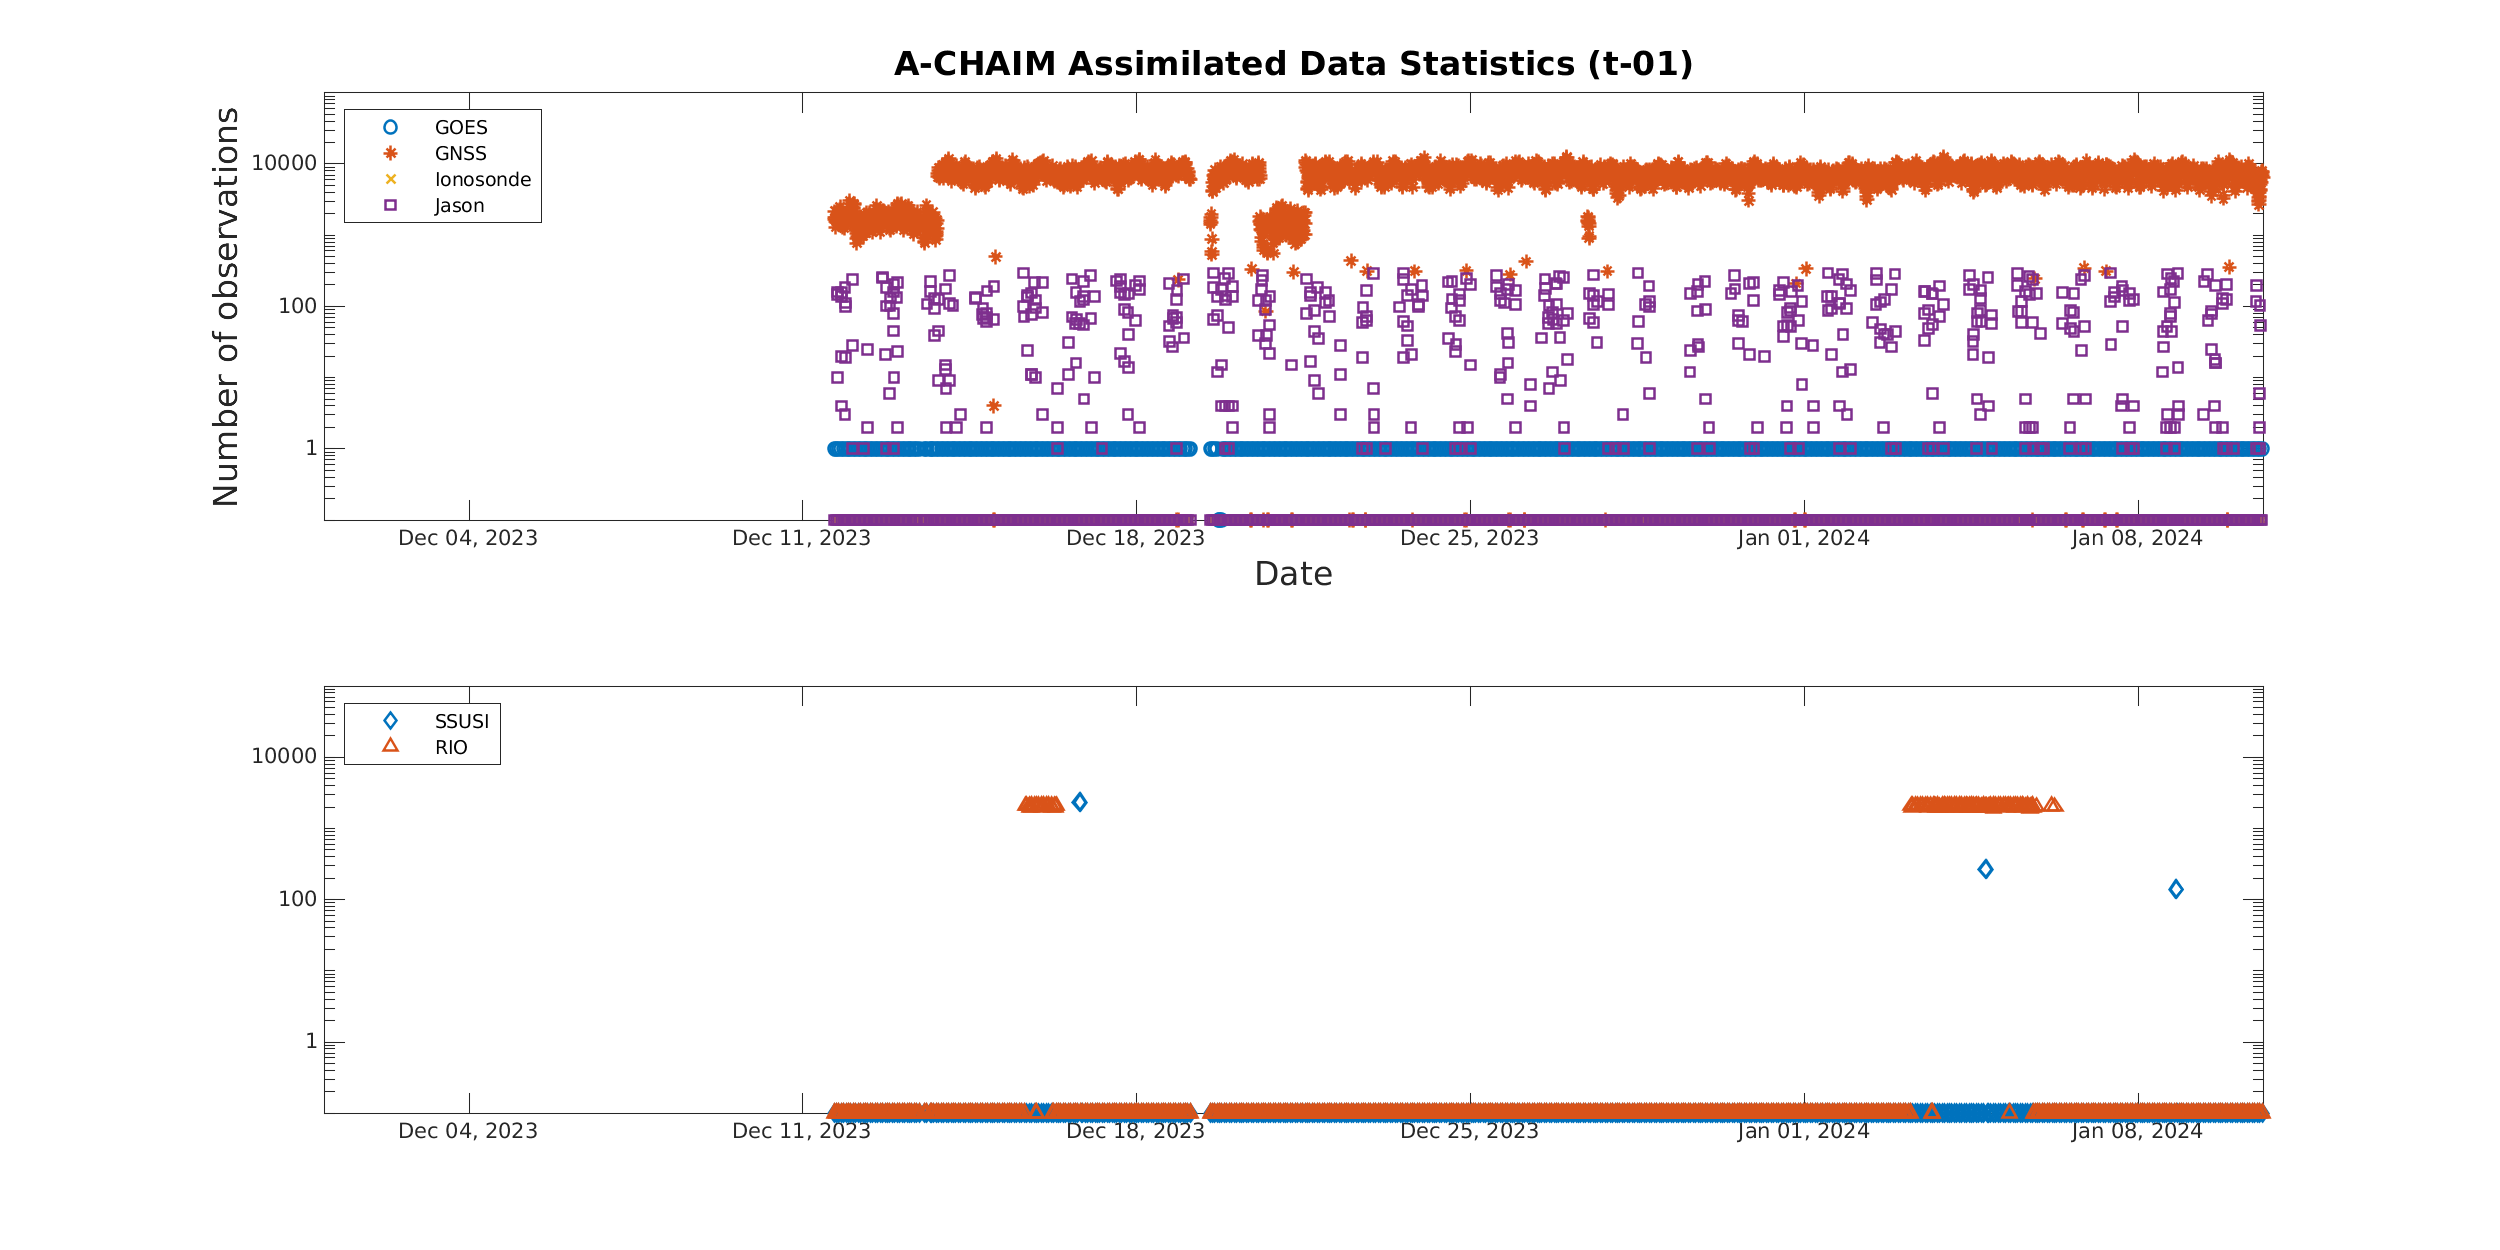 A-CHAIM Assimilated Data Statistics (t-01)
Number of observations
10000
100
1
GOES
GNSS
Ionosonde
Jason
Dec 04, 2023
Dec 11, 2023
Dec 18, 2023
Dec 25, 2023
Jan 01, 2024
Jan 08, 2024
Date
10000
100
1
SSUSI
RIO
Dec 04, 2023
Dec 11, 2023
Dec 18, 2023
Dec 25, 2023
Jan 01, 2024
Jan 08, 2024